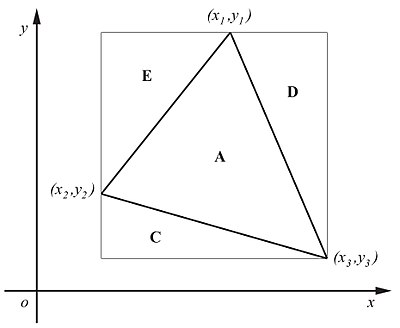 (x₁,y₁)
y
E
D
A
(x₂,y₂)
C
(x₃,y₃)
o
x